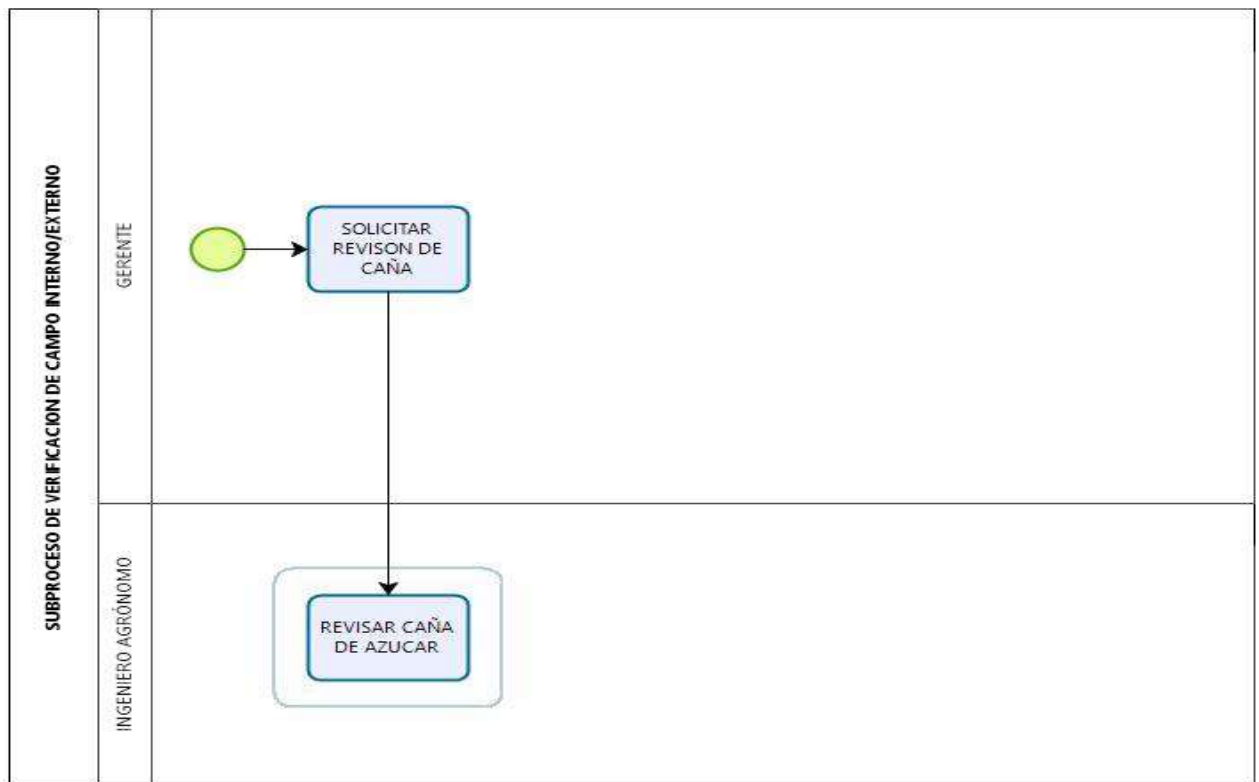 SUBPROCESO DE VERIFICACION DE CAMPO INTERNO/EXTERNO
GERENTE
SOLICITAR
REVISON DE
CAÑA
INGENIERO AGRÓNOMO
REVISAR CAÑA
DE AZUCAR